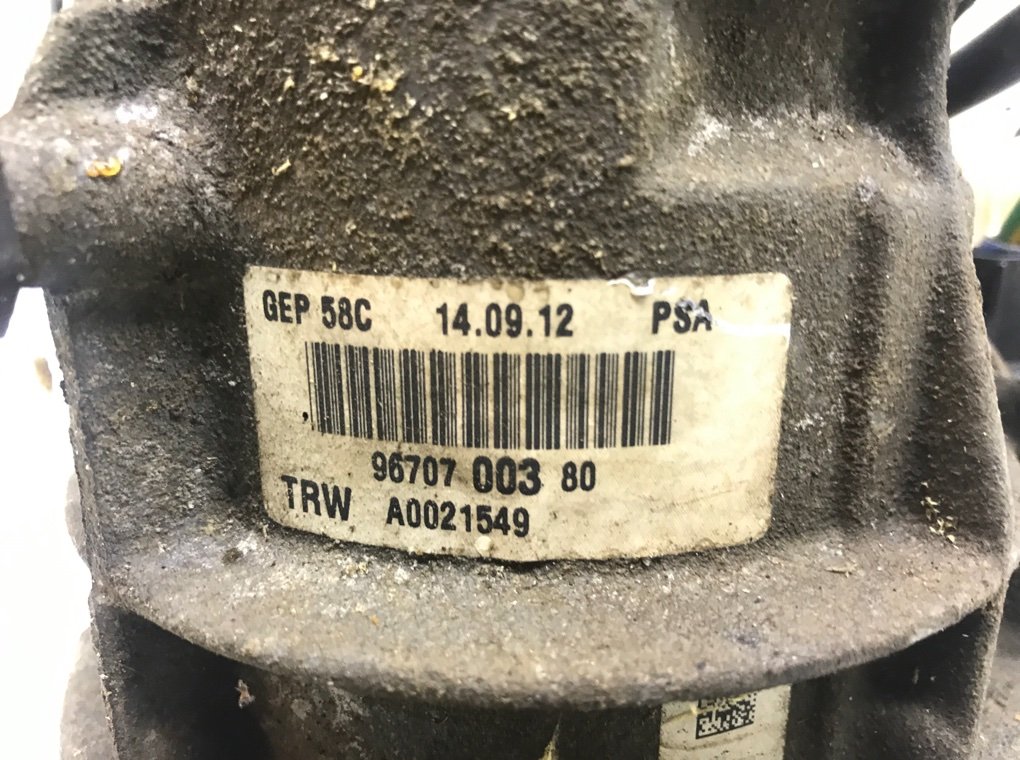 GEP 58C 14.09.12 PSA
96707 003 80
TRW A0021549